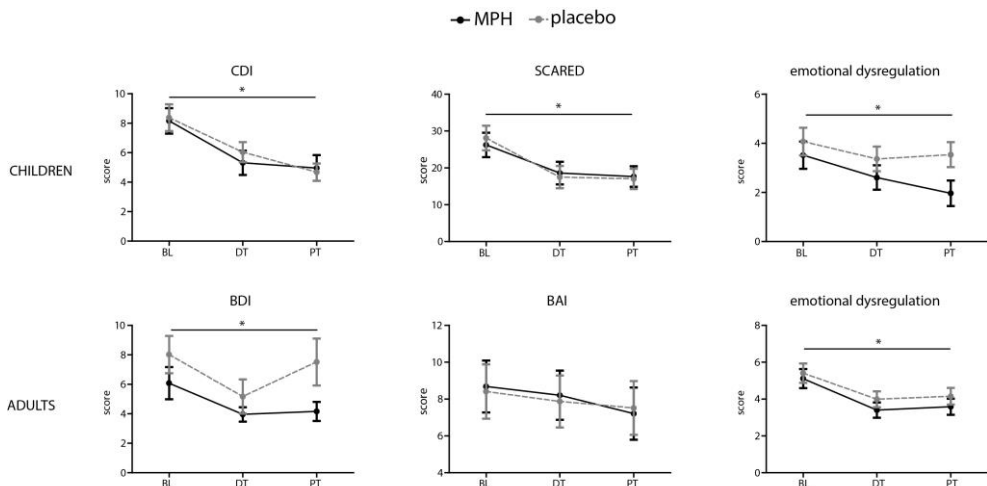 MPH placebo
CDI
10
8
6
4
2
0
score
*
BL DT PT
SCARED
40
30
20
10
0
score
*
BL DT PT
emotional dysregulation
6
4
2
0
score
*
BL DT PT
CHILDREN
BDI
10
8
6
4
2
0
score
*
BL DT PT
BAI
12
10
8
6
4
score
BL DT PT
emotional dysregulation
8
6
4
2
0
score
*
BL DT PT
ADULTS